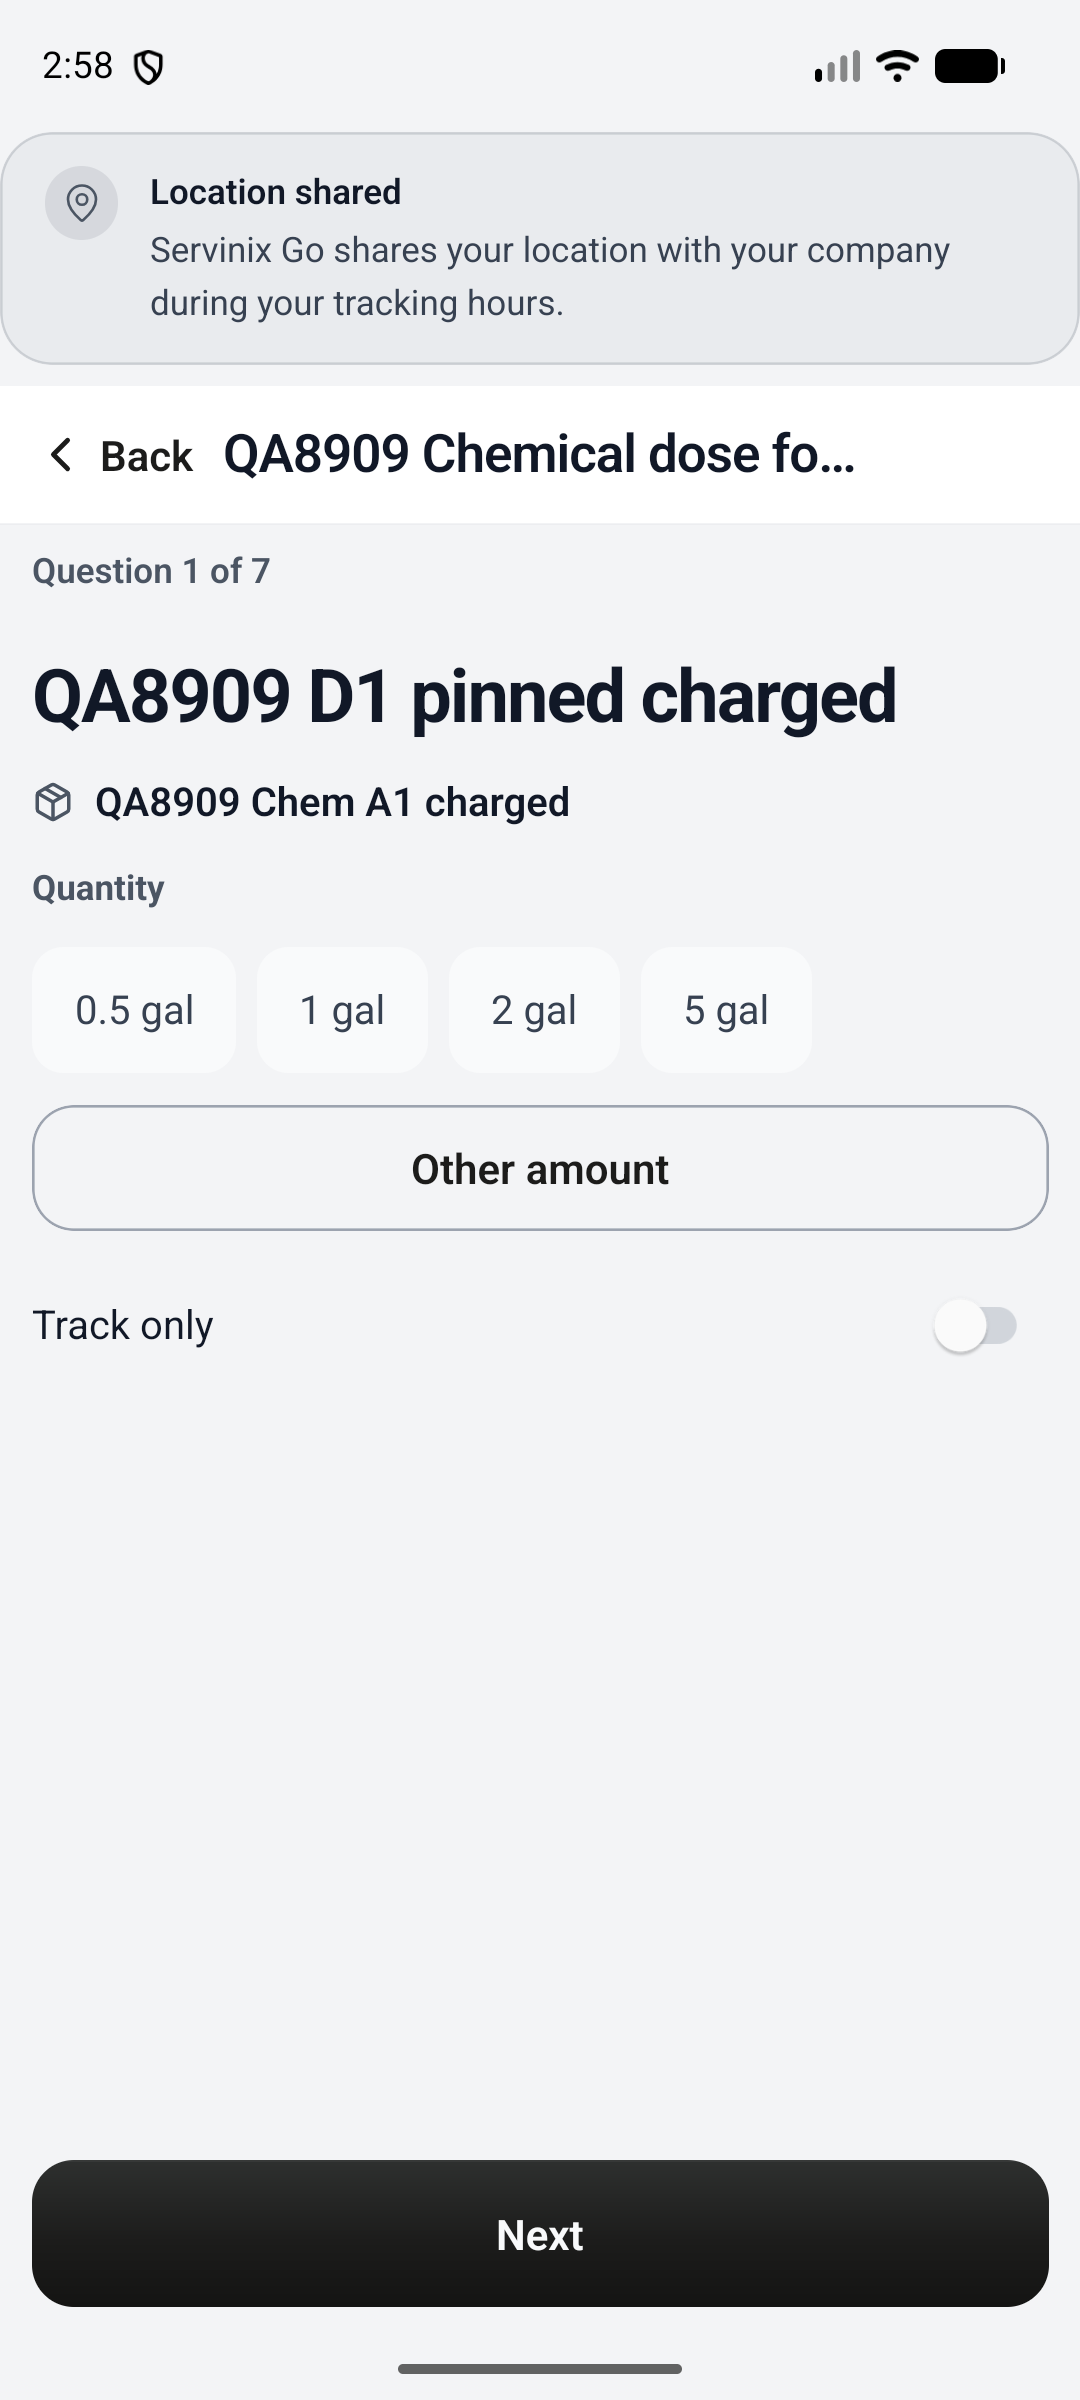 2:58
Location shared
Servinix Go shares your location with your company
during your tracking hours.
Back QA8909 Chemical dose fo...
Question 1 of 7
QA8909 D1 pinned charged
QA8909 Chem A1 charged
Quantity
0.5 gal 1 gal 2 gal 5 gal
Other amount
Track only
Next